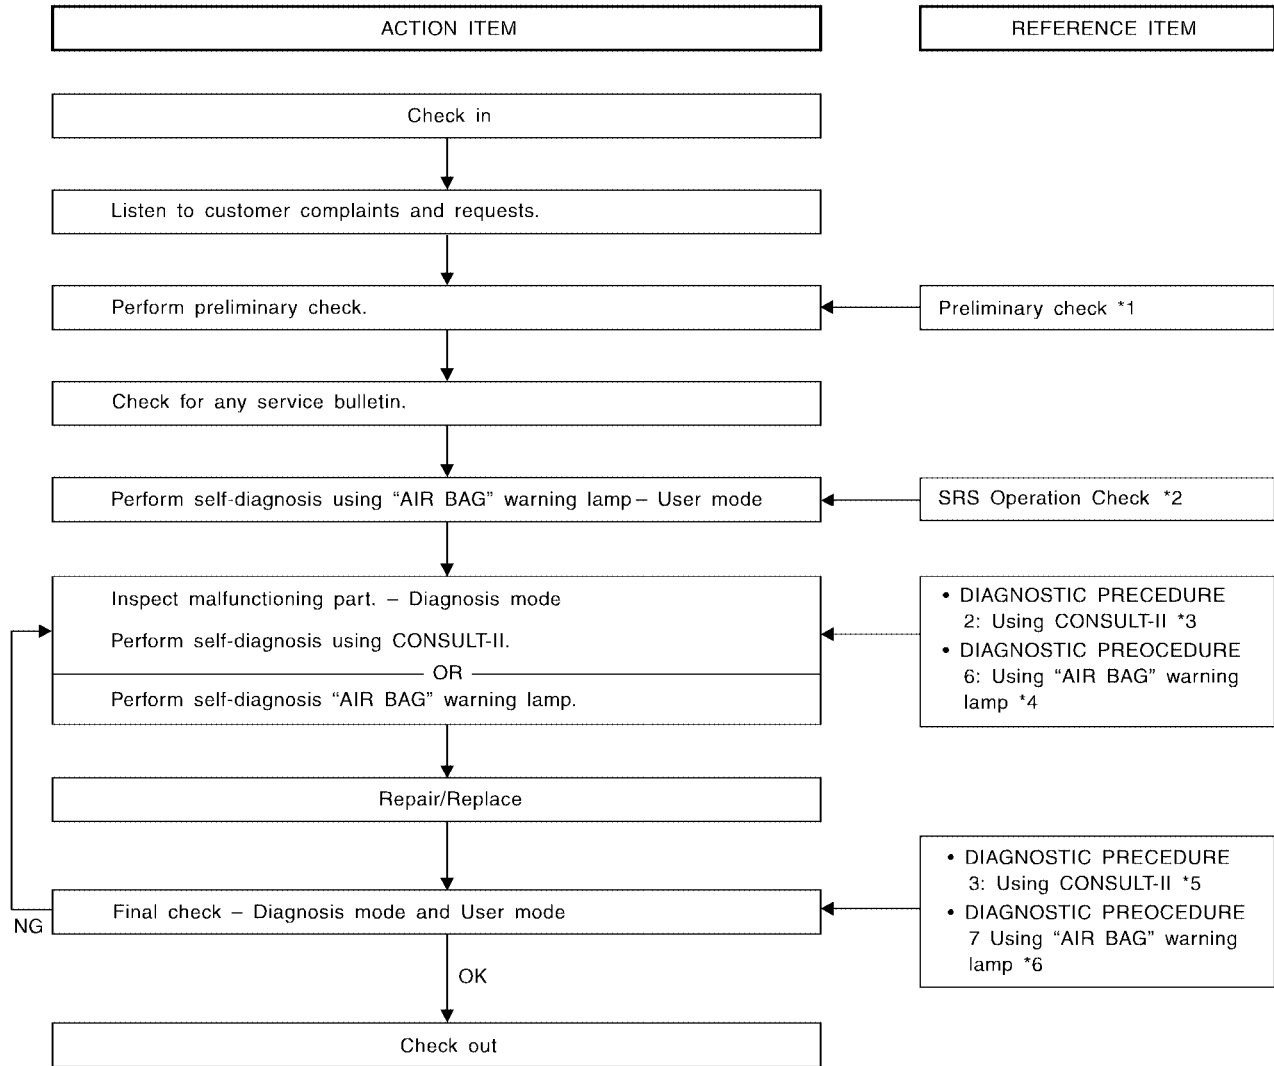 ACTION ITEM
REFERENCE ITEM
Check in
Listen to customer complaints and requests.
Perform preliminary check.
Preliminary check *1
Check for any service bulletin.
Perform self-diagnosis using “AIR BAG” warning lamp – User mode
SRS Operation Check *2
Inspect malfunctioning part. – Diagnosis mode
Perform self-diagnosis using CONSULT-II.
OR
Perform self-diagnosis “AIR BAG” warning lamp.
• DIAGNOSTIC PRECEDURE
2: Using CONSULT-II *3
• DIAGNOSTIC PREOCEDURE
6: Using “AIR BAG” warning
lamp *4
Repair/Replace
Final check – Diagnosis mode and User mode
• DIAGNOSTIC PRECEDURE
3: Using CONSULT-II *5
• DIAGNOSTIC PREOCEDURE
7 Using “AIR BAG” warning
lamp *6
NG
OK
Check out